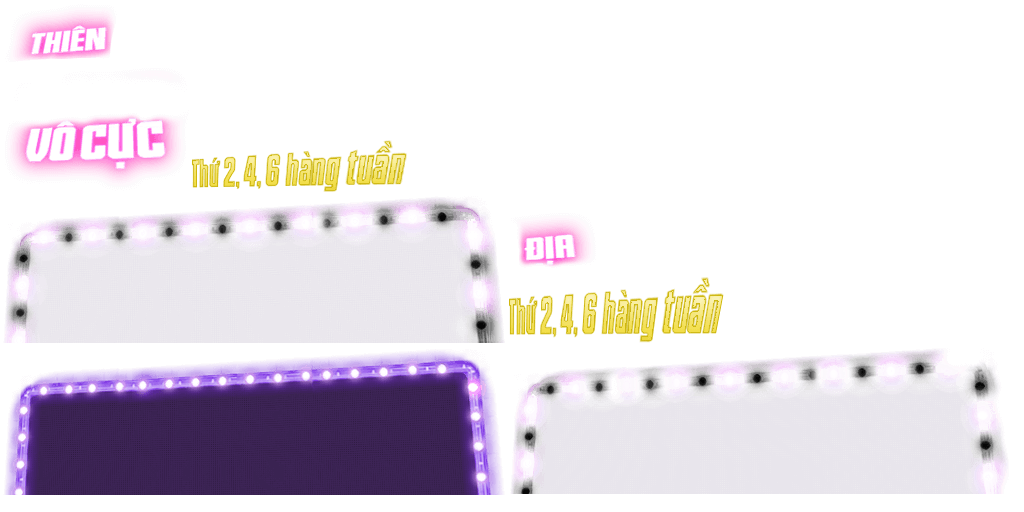 THIÊN
VÔ CỰC
Thứ 2, 4, 6 hàng tuần
ĐỊA
Thứ 2, 4, 6 hàng tuần